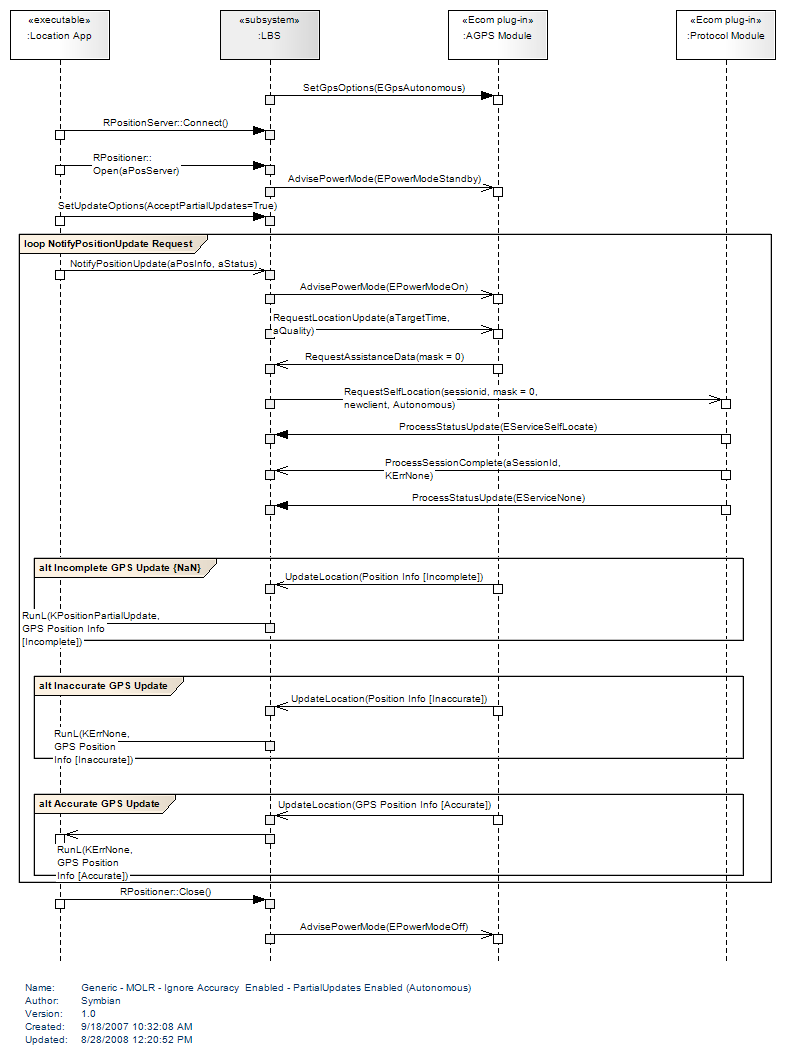 «executable»
:Location App
«subsystem»
:LBS
«Ecom plug-in»
:AGPS Module
«Ecom plug-in»
:Protocol Module
SetGpsOptions(EGpsAutonomous)
RPositionServer::Connect()
RPositioner::
Open(aPosServer)
AdvisePowerMode(EPowerModeStandby)
SetUpdateOptions(AcceptPartialUpdates=True)
loop NotifyPositionUpdate Request
NotifyPositionUpdate(aPosInfo, aStatus)
AdvisePowerMode(EPowerModeOn)
RequestLocationUpdate(aTargetTime,
aQuality)
RequestAssistanceData(mask = 0)
RequestSelfLocation(sessionid, mask = 0,
newclient, Autonomous)
ProcessStatusUpdate(EServiceSelfLocate)
ProcessSessionComplete(aSessionId,
KErrNone)
ProcessStatusUpdate(EServiceNone)
alt Incomplete GPS Update {NaN}
UpdateLocation(Position Info [Incomplete])
RunL(KPositionPartialUpdate,
GPS Position Info
[Incomplete])
alt Inaccurate GPS Update
UpdateLocation(Position Info [Inaccurate])
RunL(KErrNone,
GPS Position
Info [Inaccurate])
alt Accurate GPS Update
UpdateLocation(GPS Position Info [Accurate])
RunL(KErrNone,
GPS Position
Info [Accurate])
RPositioner::Close()
AdvisePowerMode(EPowerModeOff)
Name: Generic - MOLR - Ignore Accuracy Enabled - PartialUpdates Enabled (Autonomous)
Author: Symbian
Version: 1.0
Created: 9/18/2007 10:32:08 AM
Updated: 8/28/2008 12:20:52 PM